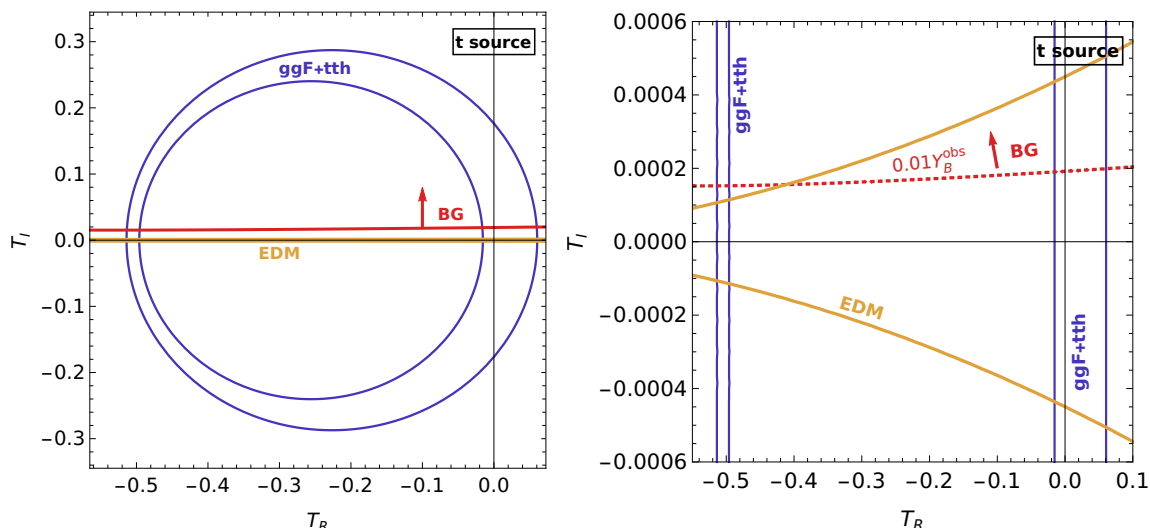 t source
ggF+tth
BG
EDM
T_I
0.3
0.2
0.1
0.0
−0.1
−0.2
−0.3
−0.5
−0.4
−0.3
−0.2
−0.1
0.0
T_R
t source
ggF+tth
0.01Y_B^obs
BG
EDM
ggF+tth
T_I
0.0006
0.0004
0.0002
0.0000
−0.0002
−0.0004
−0.0006
−0.5
−0.4
−0.3
−0.2
−0.1
0.0
0.1
T_R